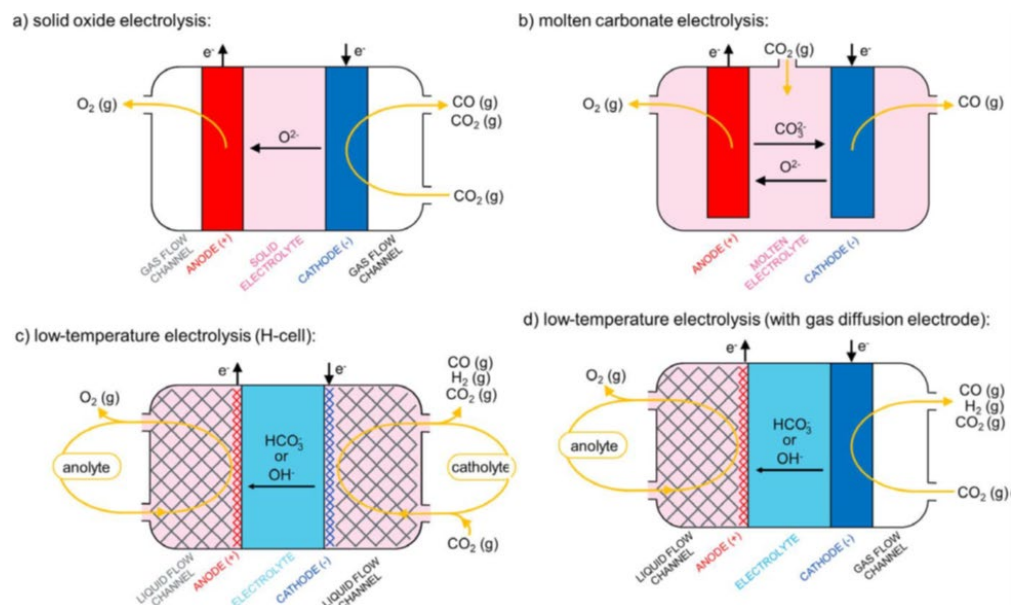 a) solid oxide electrolysis:
e-
e-
O2 (g)
CO (g)
CO2 (g)
O2-
CO2 (g)
GAS FLOW
CHANNEL
ANODE (+)
SOLID
ELECTROLYTE
CATHODE (-)
GAS FLOW
CHANNEL
b) molten carbonate electrolysis:
CO2 (g)
e-
e-
O2 (g)
CO (g)
CO3 2-
O2-
ANODE (+)
MOLTEN
ELECTROLYTE
CATHODE (-)
c) low-temperature electrolysis (H-cell):
e-
e-
CO (g)
H2 (g)
CO2 (g)
O2 (g)
HCO3-
or
OH-
anolyte
catholyte
CO2 (g)
LIQUID FLOW
CHANNEL
ANODE (+)
ELECTROLYTE
CATHODE (-)
LIQUID FLOW
CHANNEL
d) low-temperature electrolysis (with gas diffusion electrode):
e-
e-
O2 (g)
CO (g)
H2 (g)
CO2 (g)
HCO3-
or
OH-
anolyte
CO2 (g)
LIQUID FLOW
CHANNEL
ANODE (+)
ELECTROLYTE
CATHODE (-)
GAS FLOW
CHANNEL